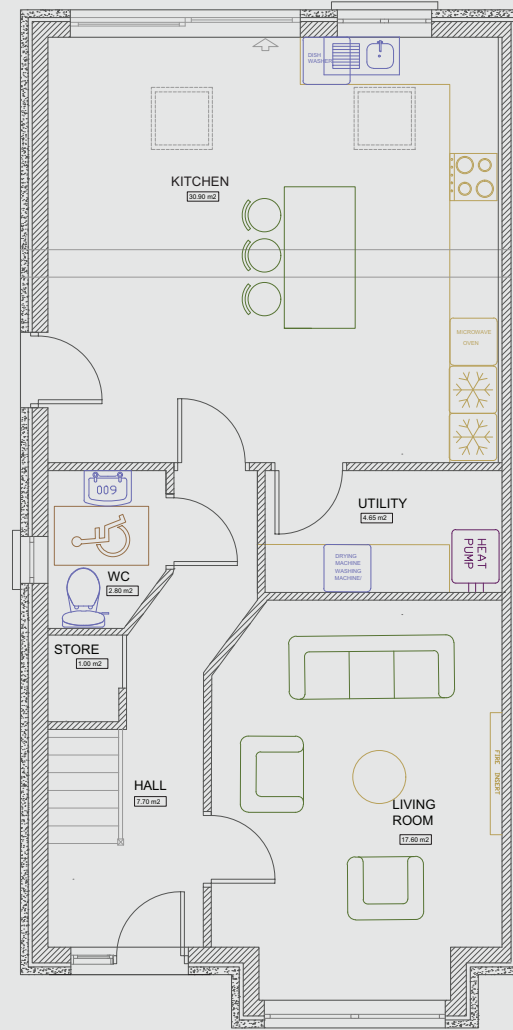 DISH
WASHER
KITCHEN
30.90 m2
MICROWAVE
OVEN
UTILITY
4.65 m2
HEAT
PUMP
DRYING
MACHINE
WASHING
MACHINE/
WC
2.80 m2
STORE
1.00 m2
FIRE INSERT
HALL
7.70 m2
LIVING
ROOM
17.60 m2